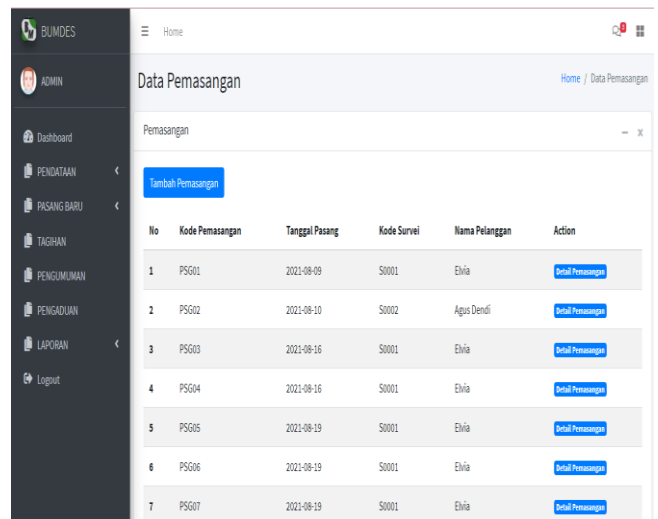 BUMDES
ADMIN
Dashboard
PENDATAAN
PASANG BARU
TAGIHAN
PENGUMUMAN
PENGADUAN
LAPORAN
Logout
Home
Data Pemasangan
Home / Data Pemasangan
Pemasangan
Tambah Pemasangan
No Kode Pemasangan Tanggal Pasang Kode Survei Nama Pelanggan Action
1 PSG01 2021-08-09 S0001 Elvia Detail Pemasangan
2 PSG02 2021-08-10 S0002 Agus Dendi Detail Pemasangan
3 PSG03 2021-08-16 S0001 Elvia Detail Pemasangan
4 PSG04 2021-08-16 S0001 Elvia Detail Pemasangan
5 PSG05 2021-08-19 S0001 Elvia Detail Pemasangan
6 PSG06 2021-08-19 S0001 Elvia Detail Pemasangan
7 PSG07 2021-08-19 S0001 Elvia Detail Pemasangan